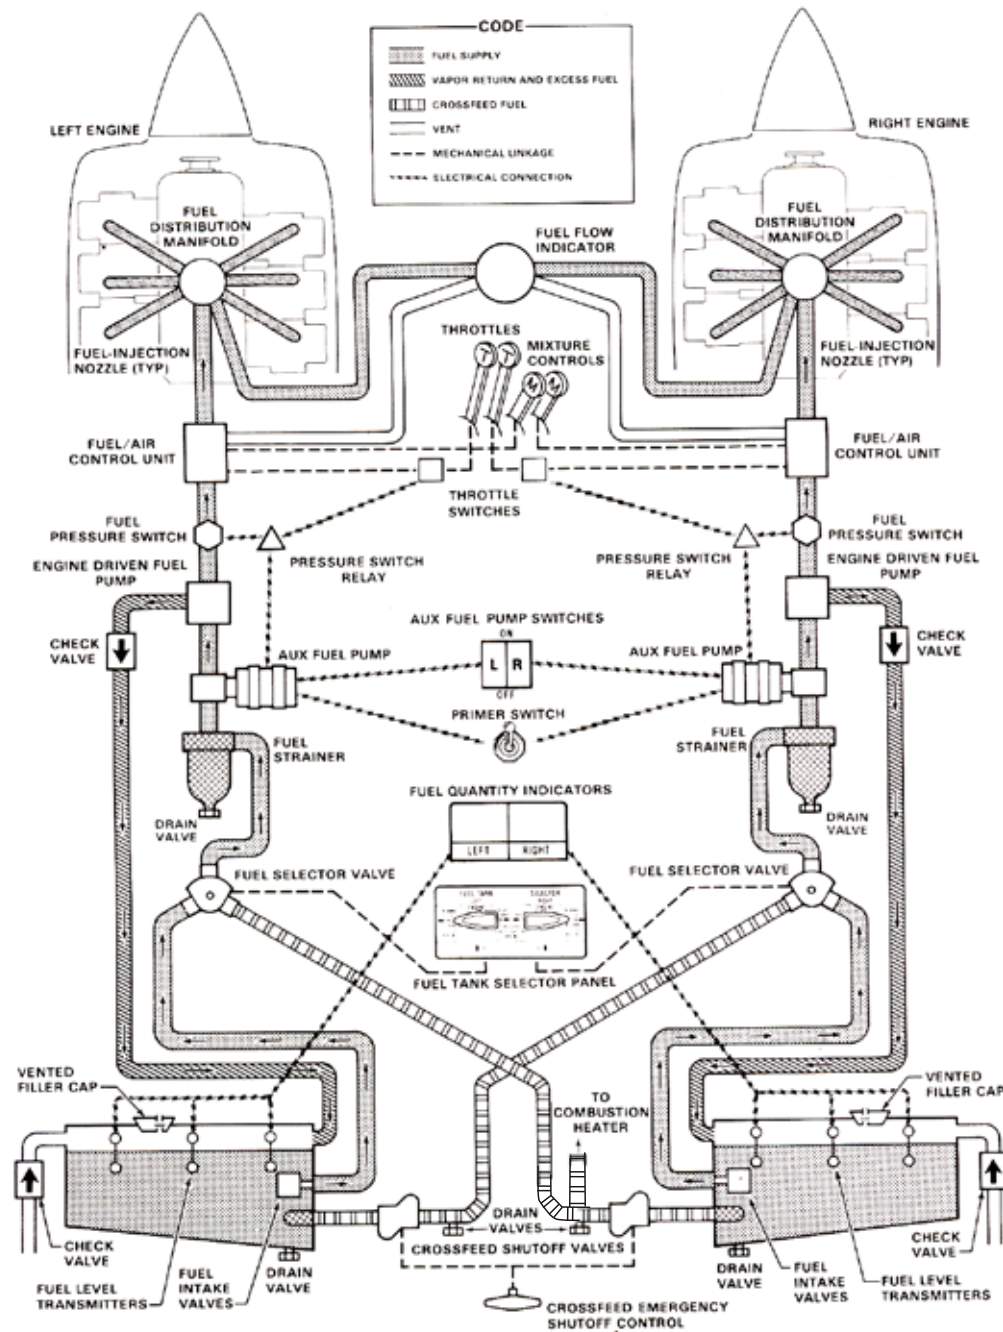 CODE
FUEL SUPPLY
VAPOR RETURN AND EXCESS FUEL
CROSSFEED FUEL
VENT
MECHANICAL LINKAGE
ELECTRICAL CONNECTION
LEFT ENGINE
RIGHT ENGINE
FUEL
DISTRIBUTION
MANIFOLD
FUEL FLOW
INDICATOR
FUEL
DISTRIBUTION
MANIFOLD
THROTTLES
MIXTURE
CONTROLS
T
T
M
M
FUEL-INJECTION
NOZZLE (TYP)
FUEL-INJECTION
NOZZLE (TYP)
FUEL/AIR
CONTROL UNIT
FUEL/AIR
CONTROL UNIT
THROTTLE
SWITCHES
FUEL
PRESSURE SWITCH
FUEL
PRESSURE SWITCH
PRESSURE SWITCH
RELAY
PRESSURE SWITCH
RELAY
ENGINE DRIVEN FUEL
PUMP
ENGINE DRIVEN FUEL
PUMP
CHECK
VALVE
AUX FUEL PUMP SWITCHES
ON
L R
OFF
CHECK
VALVE
AUX FUEL PUMP
AUX FUEL PUMP
PRIMER SWITCH
FUEL
STRAINER
FUEL
STRAINER
DRAIN
VALVE
DRAIN
VALVE
FUEL QUANTITY INDICATORS
LEFT RIGHT
FUEL SELECTOR VALVE
FUEL SELECTOR VALVE
FUEL TANK SELECTOR
LEFT RIGHT
FUEL TANK SELECTOR PANEL
VENTED
FILLER CAP
VENTED
FILLER CAP
TO
COMBUSTION
HEATER
DRAIN
VALVES
CROSSFEED SHUTOFF VALVES
CHECK
VALVE
FUEL LEVEL
TRANSMITTERS
FUEL
INTAKE
VALVES
DRAIN
VALVE
DRAIN
VALVE
FUEL
INTAKE
VALVES
FUEL LEVEL
TRANSMITTERS
CHECK
VALVE
CROSSFEED EMERGENCY
SHUTOFF CONTROL